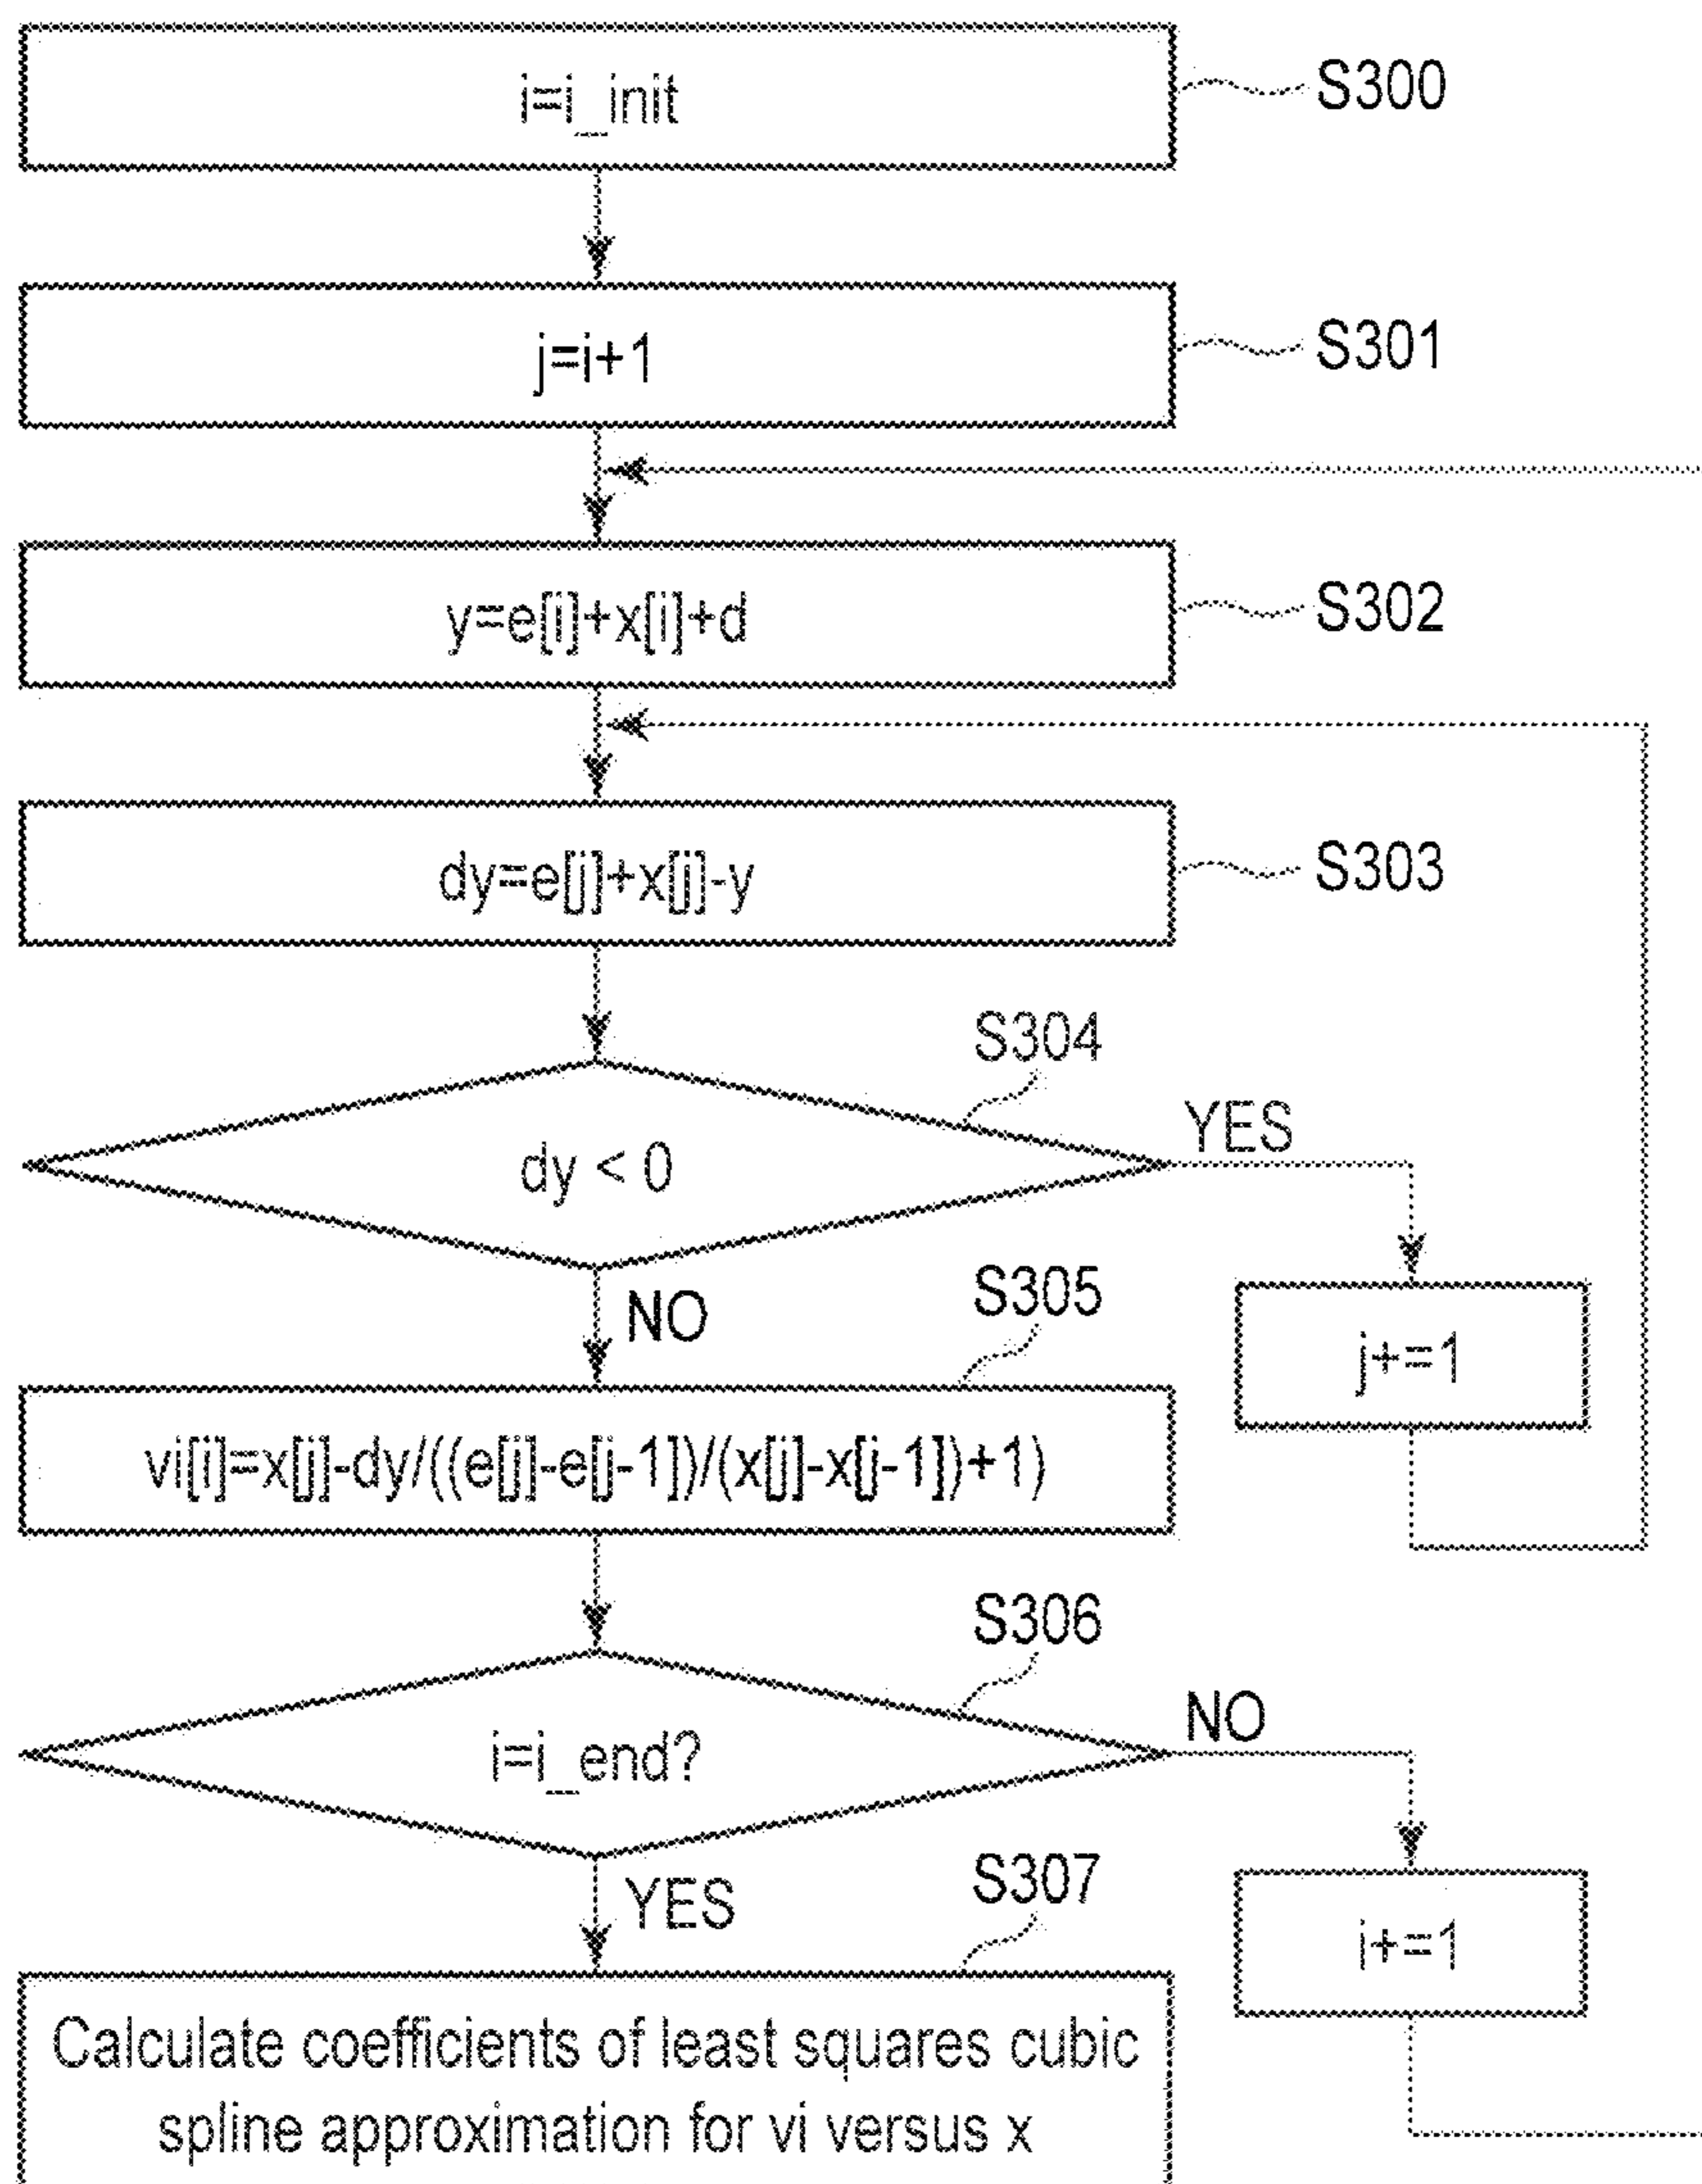 i=i_init
S300
j=i+1
S301
y=e[i]+x[i]+d
S302
dy=e[j]+x[j]-y
S303
S304
dy < 0
YES
NO
S305
j+=1
vi[i]=x[j]-dy/((e[j]-e[j-1])/(x[j]-x[j-1])+1)
S306
i=i_end?
NO
YES
S307
i+=1
Calculate coefficients of least squares cubic
spline approximation for vi versus x